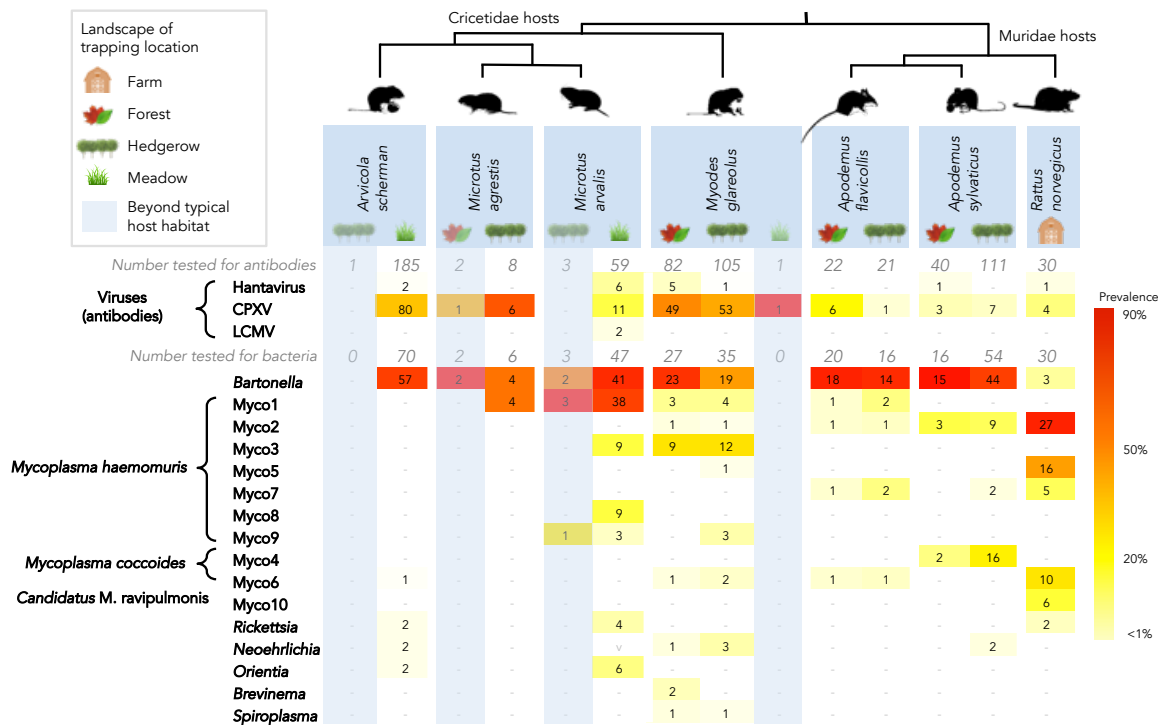 Cricetidae hosts
Muridae hosts
Landscape of
trapping location
Farm
Forest
Hedgerow
Meadow
Beyond typical
host habitat
Arvicola
scherman
Microtus
agrestis
Microtus
arvalis
Myodes
glareolus
Apodemus
flavicollis
Apodemus
sylvaticus
Rattus
norvegicus
Number tested for antibodies 1 185 2 8 3 59 82 105 1 22 21 40 111 30
Viruses
(antibodies)
Hantavirus - 2 - - - 6 5 1 - - - 1 - 1
CPXV - 80 1 6 - 11 49 53 1 6 1 3 7 4
LCMV - - - - - 2 - - - - - - - -
Number tested for bacteria 0 70 2 6 3 47 27 35 0 20 16 16 54 30
Bartonella - 57 2 4 2 41 23 19 - 18 14 15 44 3
Mycoplasma haemomuris
Myco1 - - - 4 3 38 3 4 - 1 2 - - -
Myco2 - - - - - - 1 1 - 1 1 3 9 27
Myco3 - - - - - 9 9 12 - - - - - -
Myco5 - - - - - - - 1 - - - - - 16
Myco7 - - - - - - - - - 1 2 - 2 5
Myco8 - - - - - 9 - - - - - - - -
Myco9 - - - - 1 3 - 3 - - - - - -
Mycoplasma coccoides
Myco4 - - - - - - - - - - - 2 16 -
Myco6 - 1 - - - - 1 2 - 1 1 - - 10
Candidatus M. ravipulmonis
Myco10 - - - - - - - - - - - - - 6
Rickettsia - 2 - - - 4 - - - - - - - 2
Neoehrlichia - 2 - - - v 1 3 - - - - 2 -
Orientia - 2 - - - 6 - - - - - - - -
Brevinema - - - - - - 2 - - - - - - -
Spiroplasma - - - - - - 1 1 - - - - - -
Prevalence
90%
50%
20%
<1%